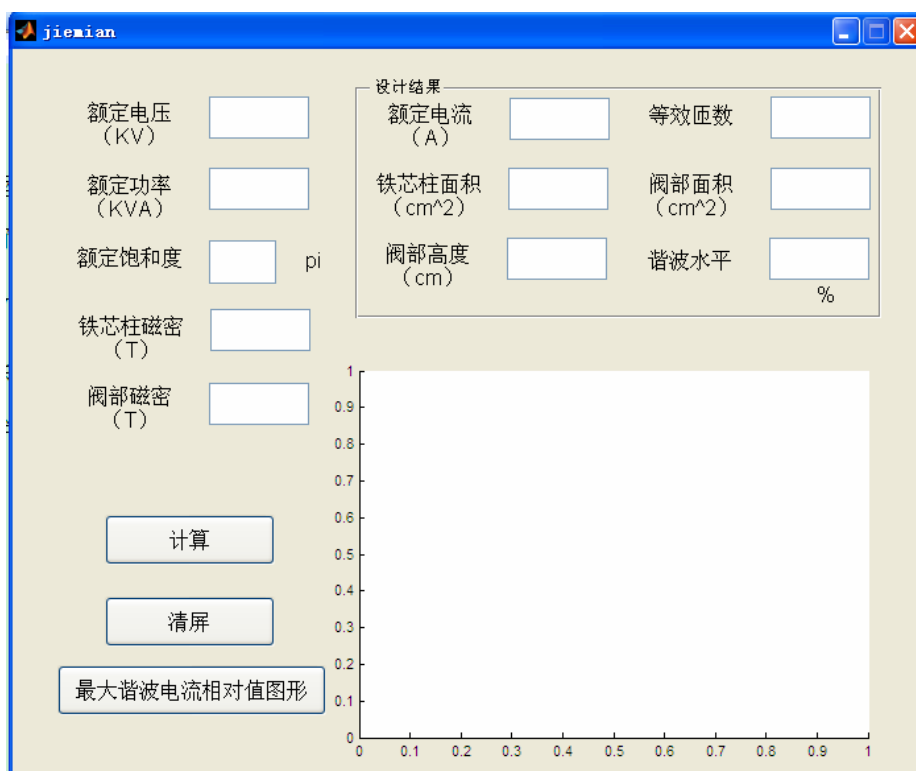 jiemian
额定电压
（KV）
额定功率
（KVA）
额定饱和度
pi
铁芯柱磁密
（T）
阀部磁密
（T）
计算
清屏
最大谐波电流相对值图形
设计结果
额定电流
（A）
等效匝数
铁芯柱面积
（cm^2）
阀部面积
（cm^2）
阀部高度
（cm）
谐波水平
%
1
0.9
0.8
0.7
0.6
0.5
0.4
0.3
0.2
0.1
0
0 0.1 0.2 0.3 0.4 0.5 0.6 0.7 0.8 0.9 1